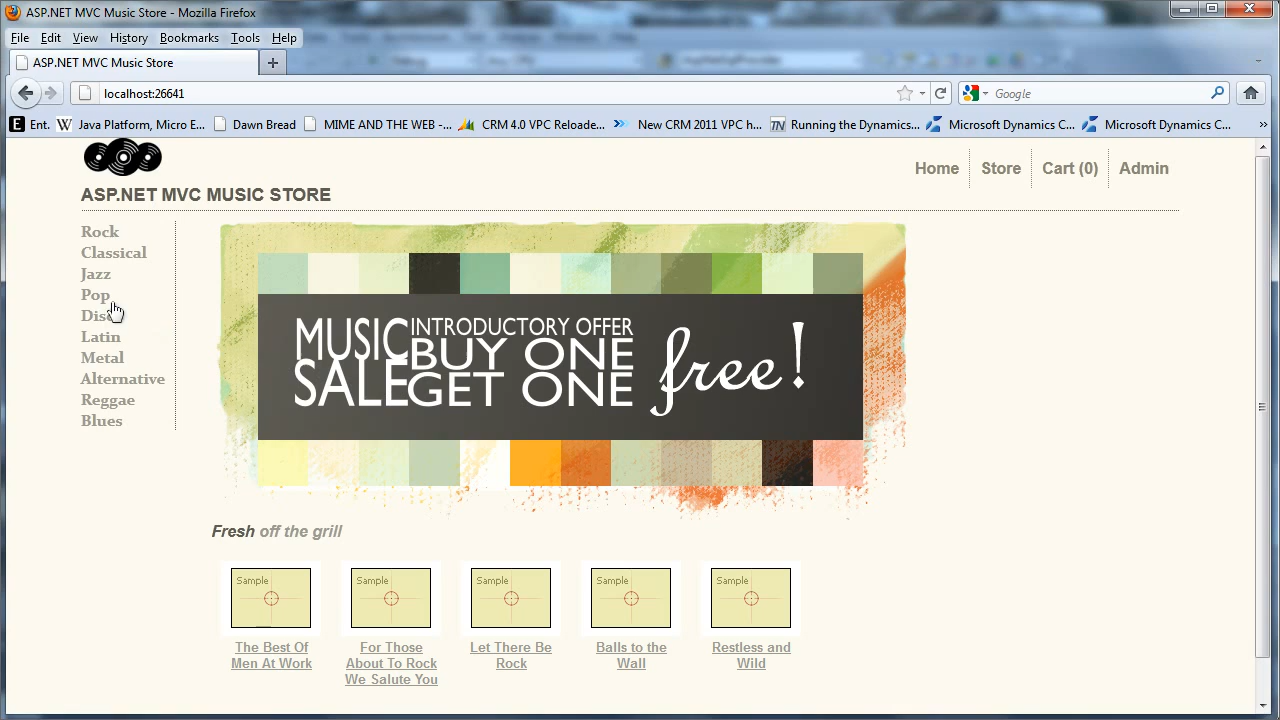 ASP.NET MVC Music Store - Mozilla Firefox
File Edit View History Bookmarks Tools Help
ASP.NET MVC Music Store
localhost:26641
Google
Ent. Java Platform, Micro E... Dawn Bread MIME AND THE WEB -... CRM 4.0 VPC Reloade... New CRM 2011 VPC h... Running the Dynamics... Microsoft Dynamics C... Microsoft Dynamics C...
Home Store Cart (0) Admin
ASP.NET MVC MUSIC STORE
Rock
Classical
Jazz
Pop
Latin
Metal
Alternative
Reggae
Blues
MUSIC SALE
INTRODUCTORY OFFER
BUY ONE
GET ONE
free!
Fresh off the grill
Sample Sample Sample Sample Sample
The Best Of
Men At Work
For Those
About To Rock
We Salute You
Let There Be
Rock
Balls to the
Wall
Restless and
Wild